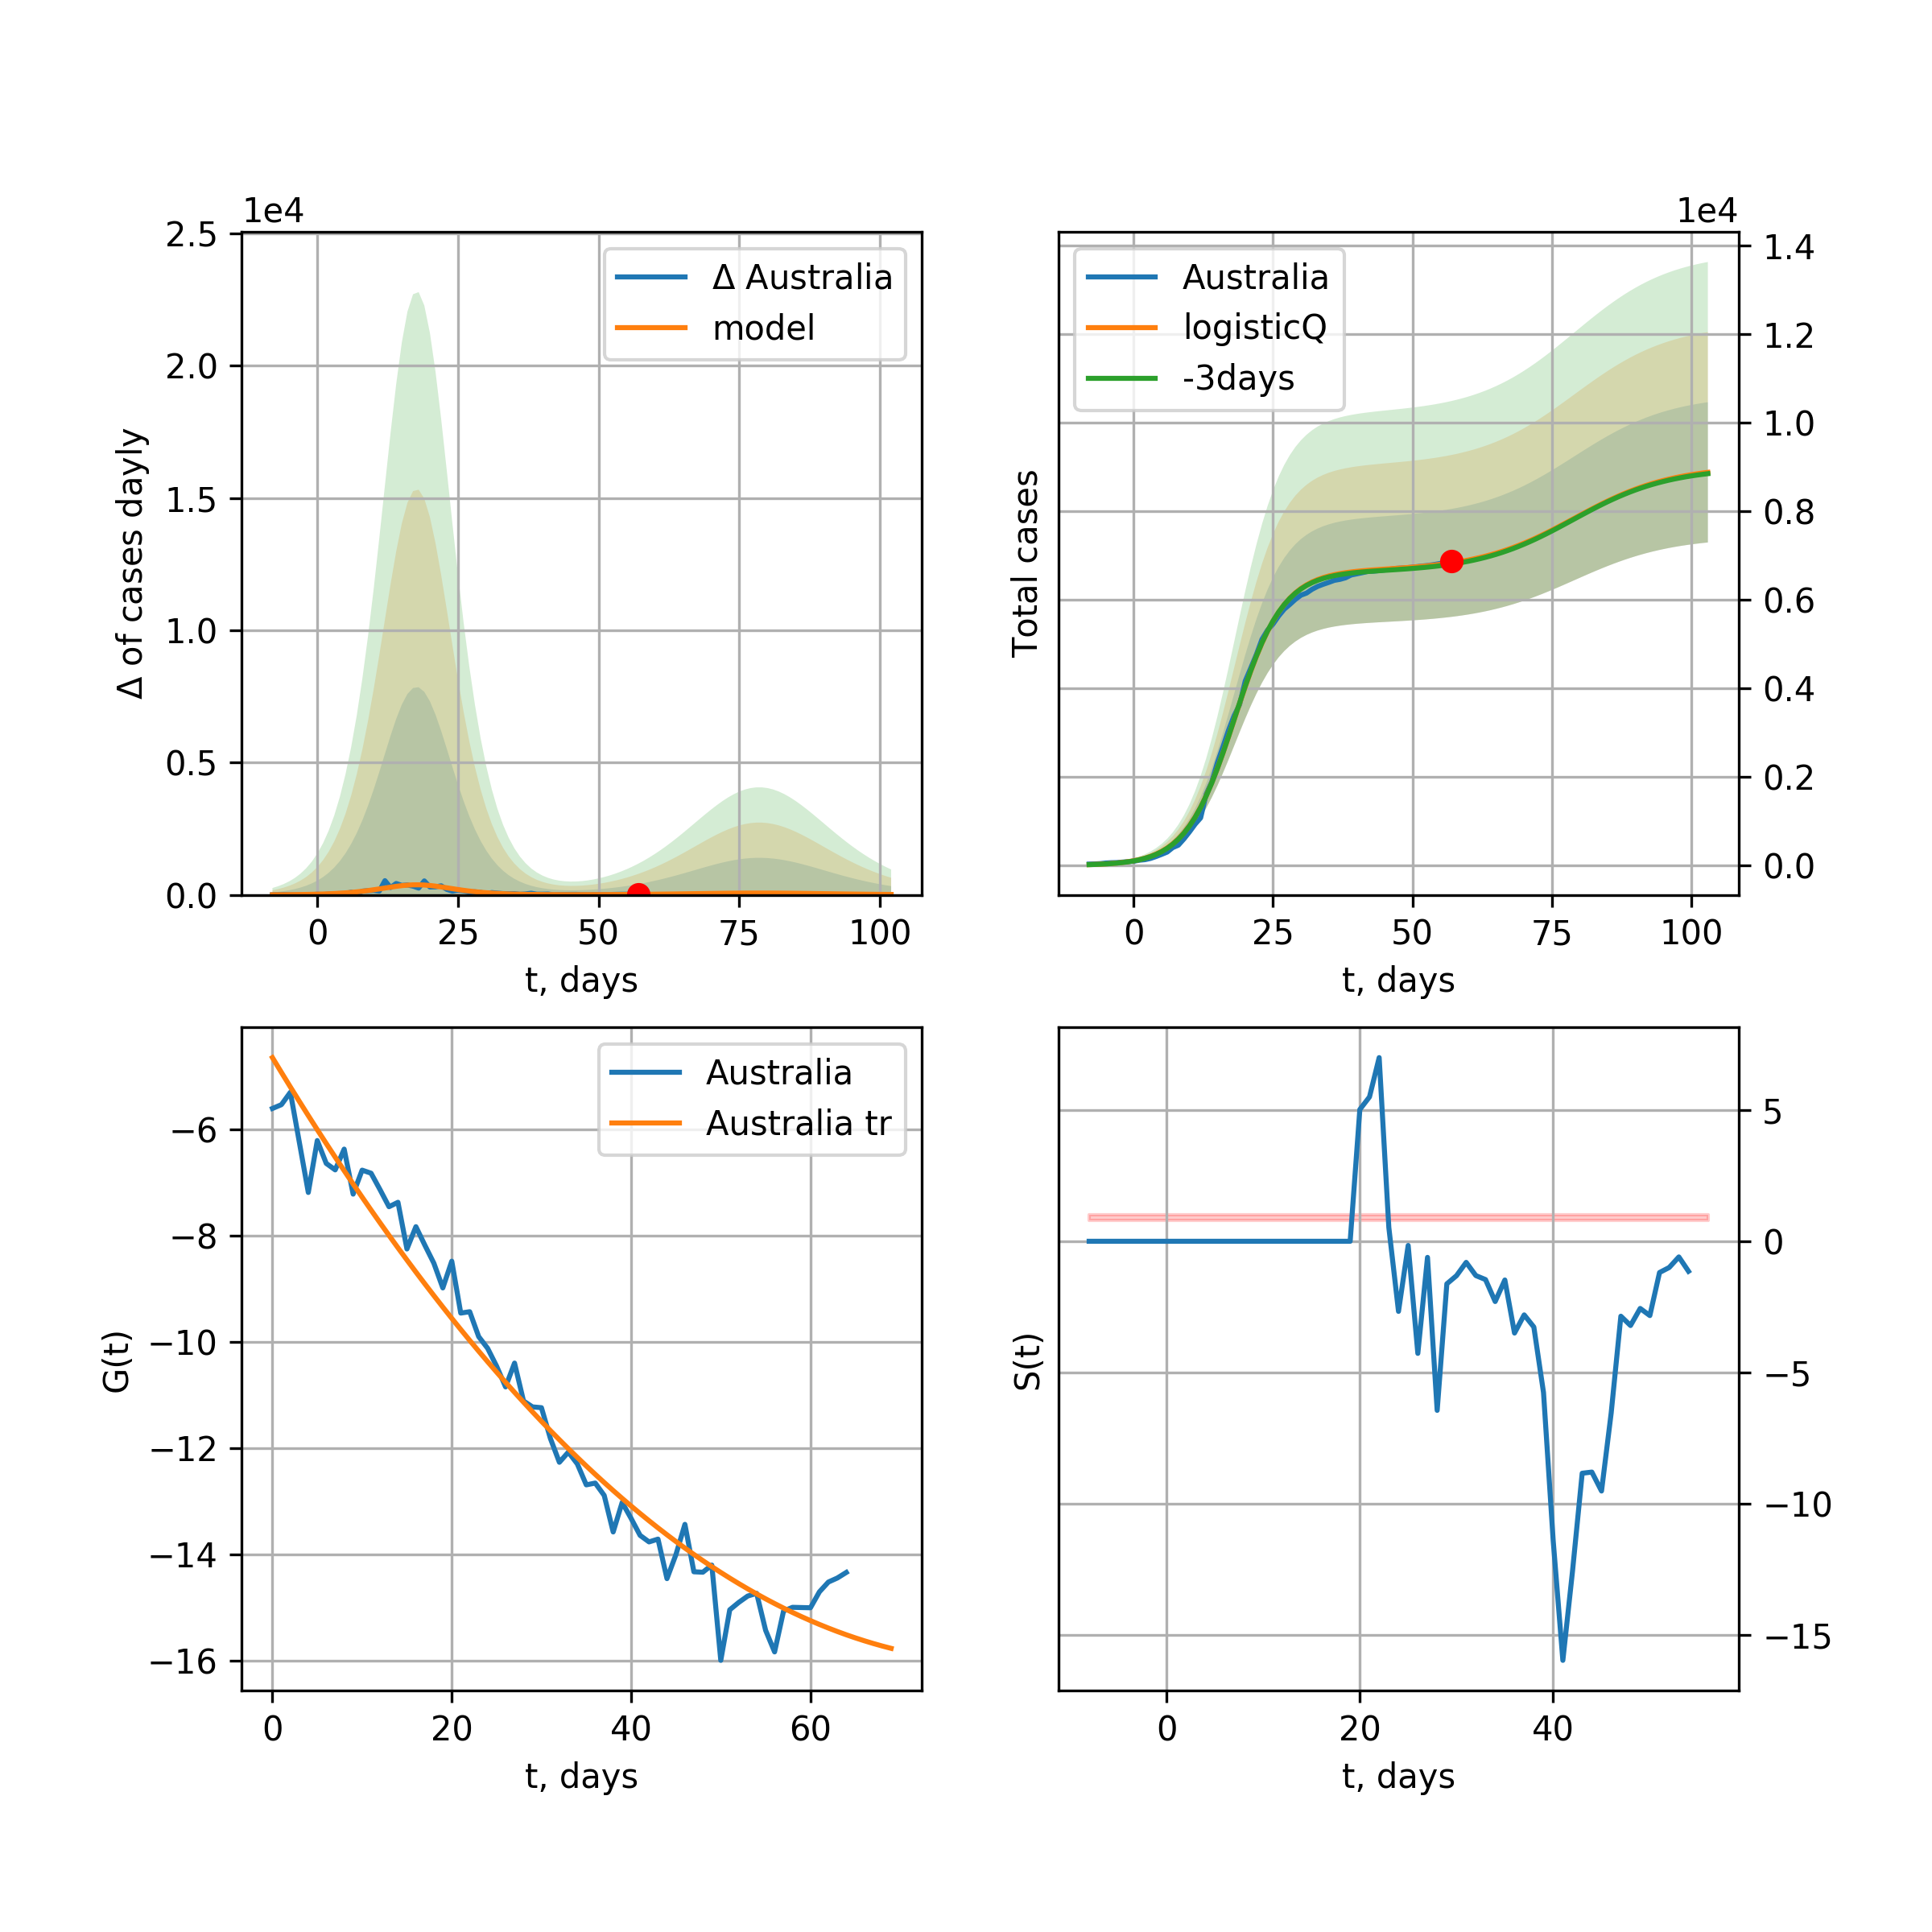 1e4
2.5
2.0
1.5
1.0
0.5
0.0
Δ of cases dayly
Δ Australia
model
0
25
50
75
100
t, days
1e4
1.4
1.2
1.0
0.8
0.6
0.4
0.2
0.0
Total cases
Australia
logisticQ
-3days
0
25
50
75
100
t, days
−6
−8
−10
−12
−14
−16
G(t)
Australia
Australia tr
0
20
40
60
t, days
5
0
−5
−10
−15
S(t)
0
20
40
t, days